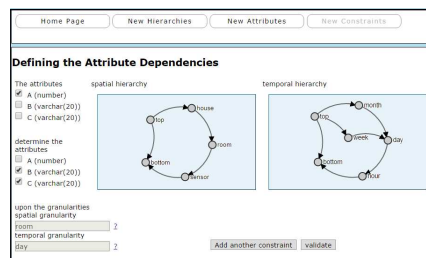 Home Page New Hierarchies New Attributes New Constraints
Defining the Attribute Dependencies
The attributes
A (number)
B (varchar(20))
C (varchar(20))
determine the
attributes
A (number)
B (varchar(20))
C (varchar(20))
upon the granularities
spatial granularity
room ?
temporal granularity
day ?
spatial hierarchy
house
top
room
bottom
sensor
temporal hierarchy
month
top
week
day
bottom
hour
Add another constraint validate